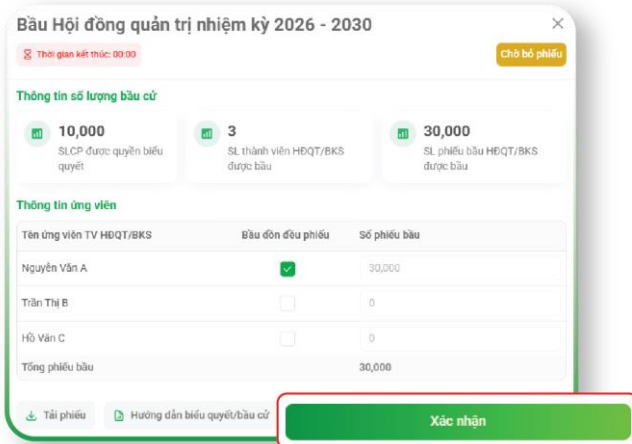 Bầu Hội đồng quản trị nhiệm kỳ 2026 - 2030
Thời gian kết thúc: 00:00
Chờ bỏ phiếu
Thông tin số lượng bầu cử
10,000
SLCP được quyền biểu
quyết
3
SL thành viên HĐQT/BKS
được bầu
30,000
SL phiếu bầu HĐQT/BKS
được bầu
Thông tin ứng viên
Tên ứng viên TV HĐQT/BKS Bầu dồn đều phiếu Số phiếu bầu
Nguyễn Văn A 30,000
Trần Thị B 0
Hồ Văn C 0
Tổng phiếu bầu 30,000
Tải phiếu Hướng dẫn biểu quyết/bầu cử Xác nhận